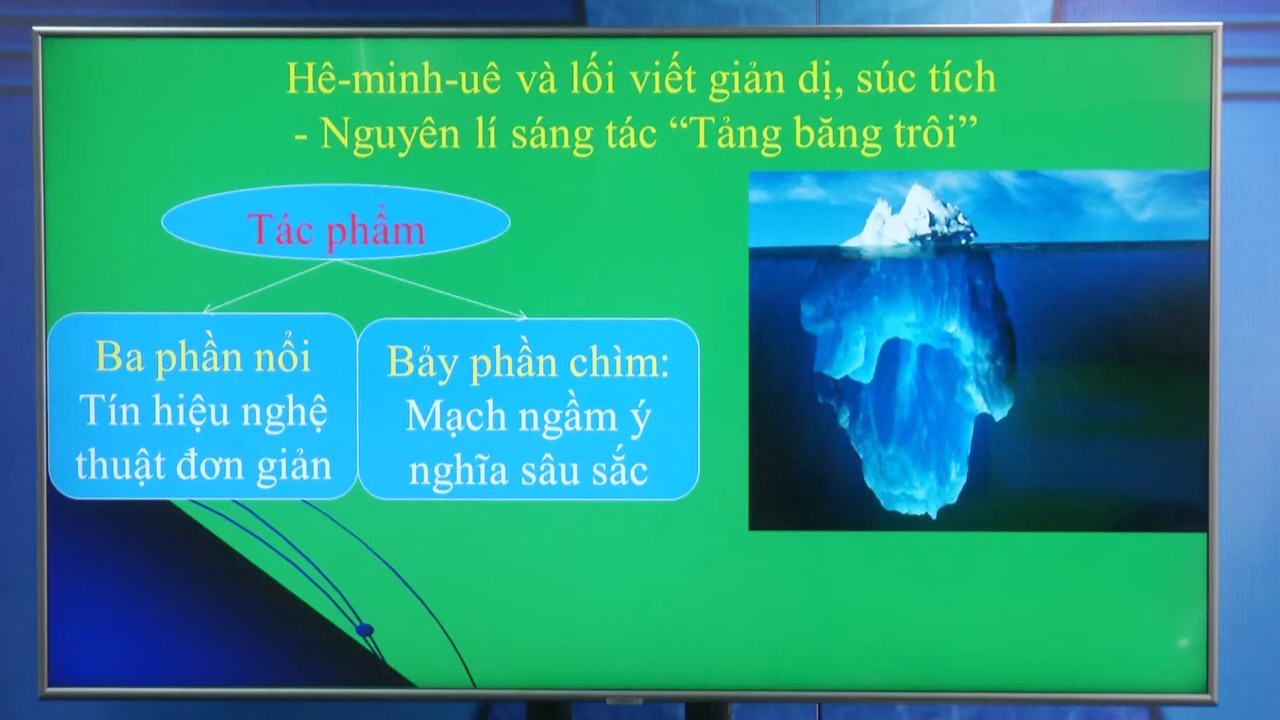 Hê-minh-uê và lối viết giản dị, súc tích
- Nguyên lí sáng tác “Tảng băng trôi”
Tác phẩm
Ba phần nổi
Tín hiệu nghệ
thuật đơn giản
Bảy phần chìm:
Mạch ngầm ý
nghĩa sâu sắc